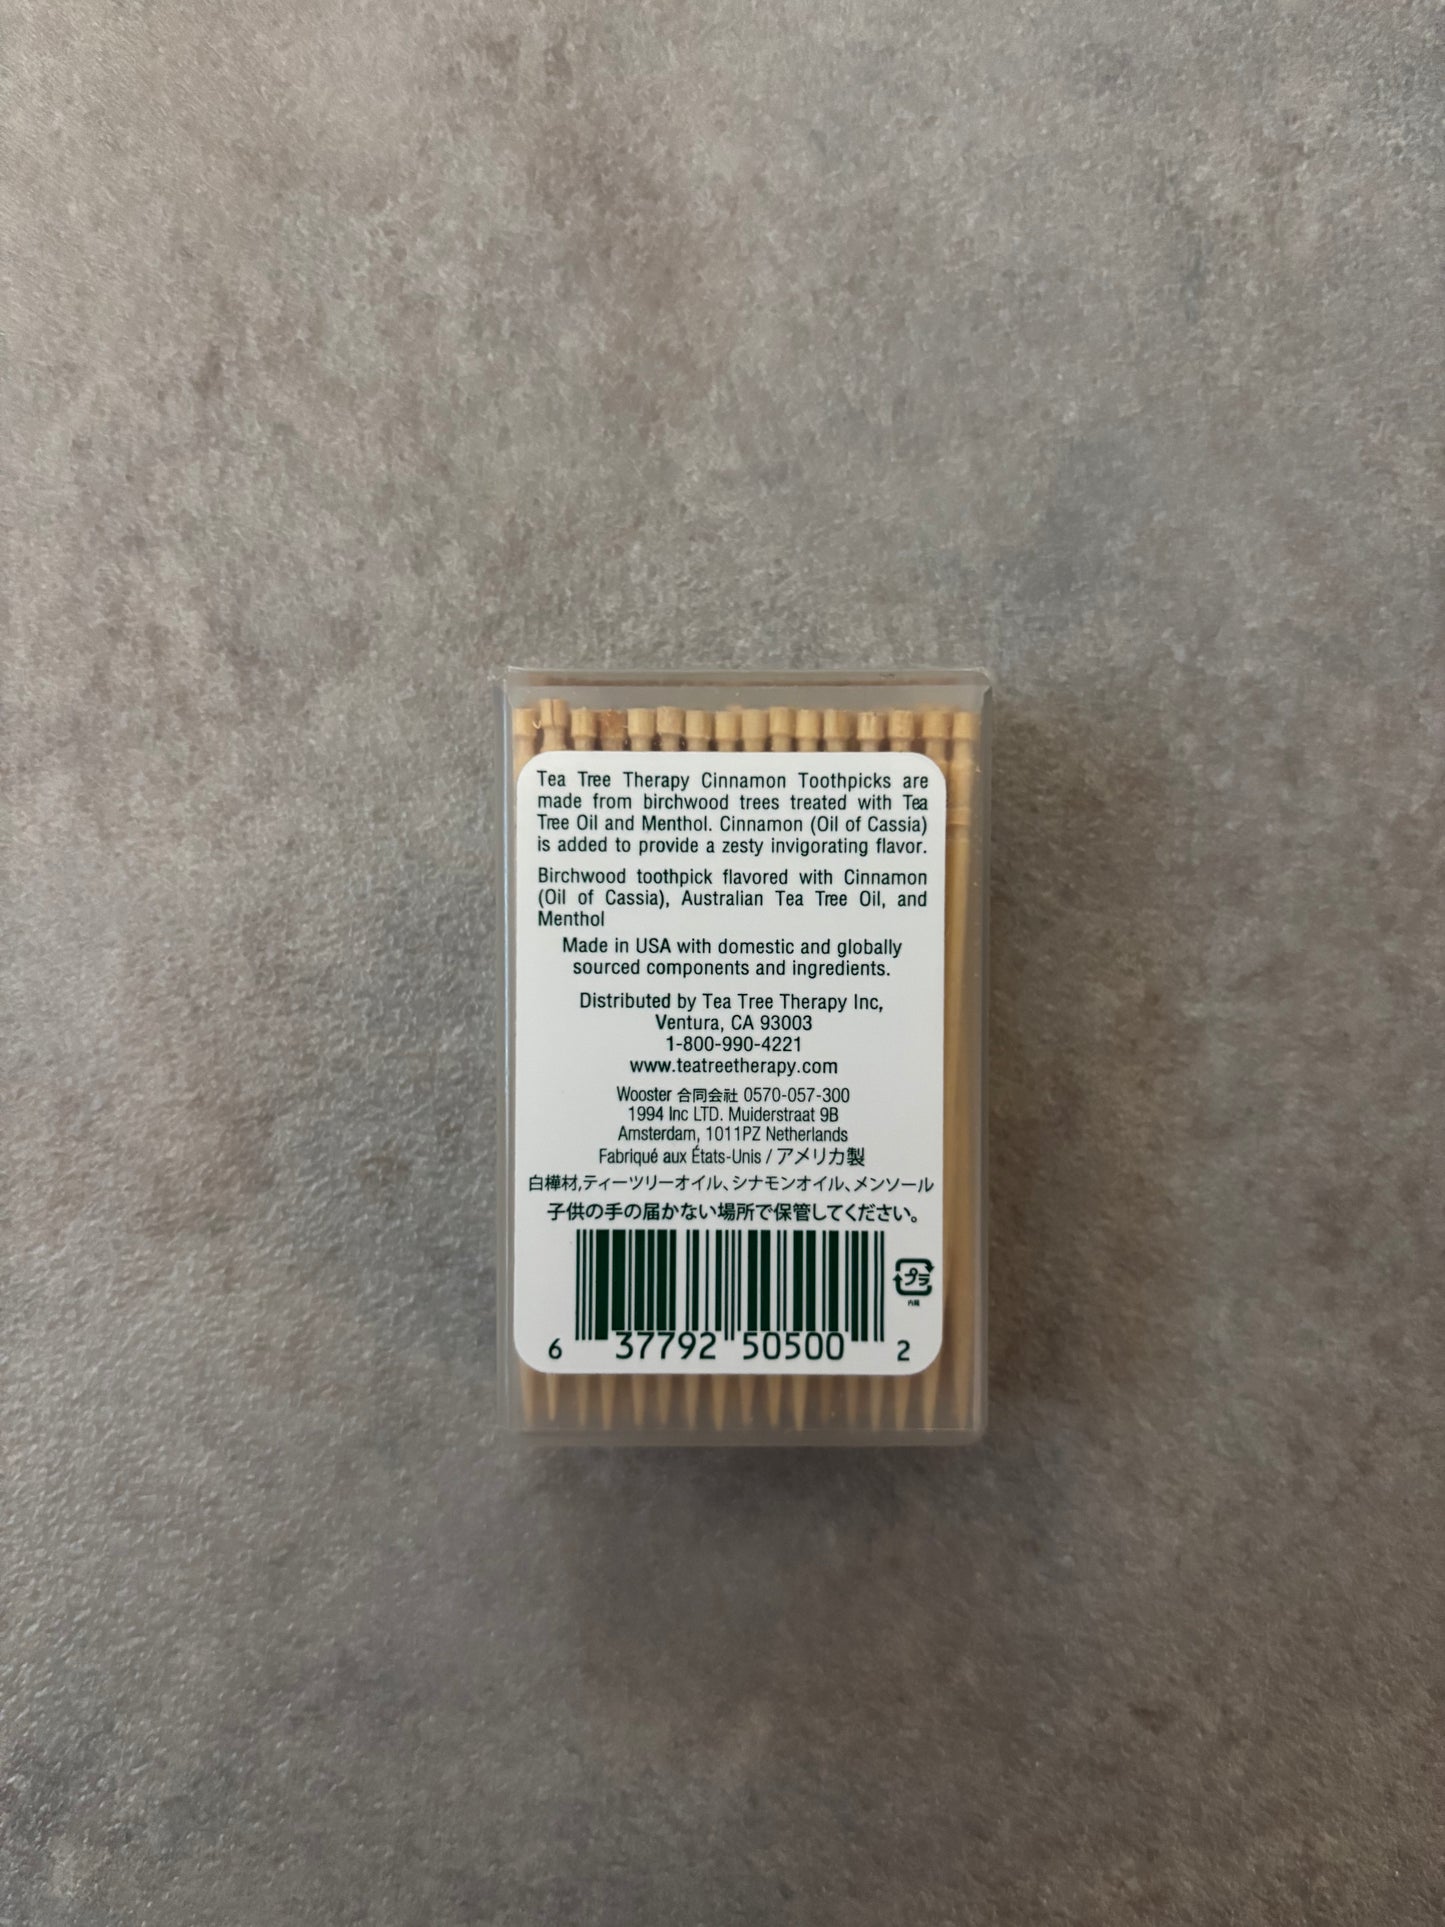 Tea Tree Therapy Cinnamon Toothpicks are
made from birchwood trees treated with Tea
Tree Oil and Menthol. Cinnamon (Oil of Cassia)
is added to provide a zesty invigorating flavor.
Birchwood toothpick flavored with Cinnamon
(Oil of Cassia), Australian Tea Tree Oil, and
Menthol
Made in USA with domestic and globally
sourced components and ingredients.
Distributed by Tea Tree Therapy Inc,
Ventura, CA 93003
1-800-990-4221
www.teatreetherapy.com
Wooster 合同会社 0570-057-300
1994 Inc LTD. Muiderstraat 9B
Amsterdam, 1011PZ Netherlands
Fabriqué aux États-Unis / アメリカ製
白樺材,ティーツリーオイル、シナモンオイル、メンソール
子供の手の届かない場所で保管してください。
プラ
6 37792 50500 2